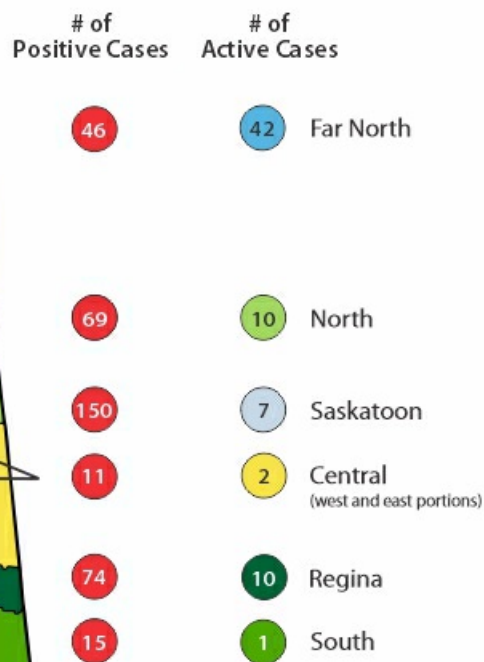 # of # of
Positive Cases Active Cases
46 42 Far North
69 10 North
150 7 Saskatoon
11 2 Central
(west and east portions)
74 10 Regina
15 1 South